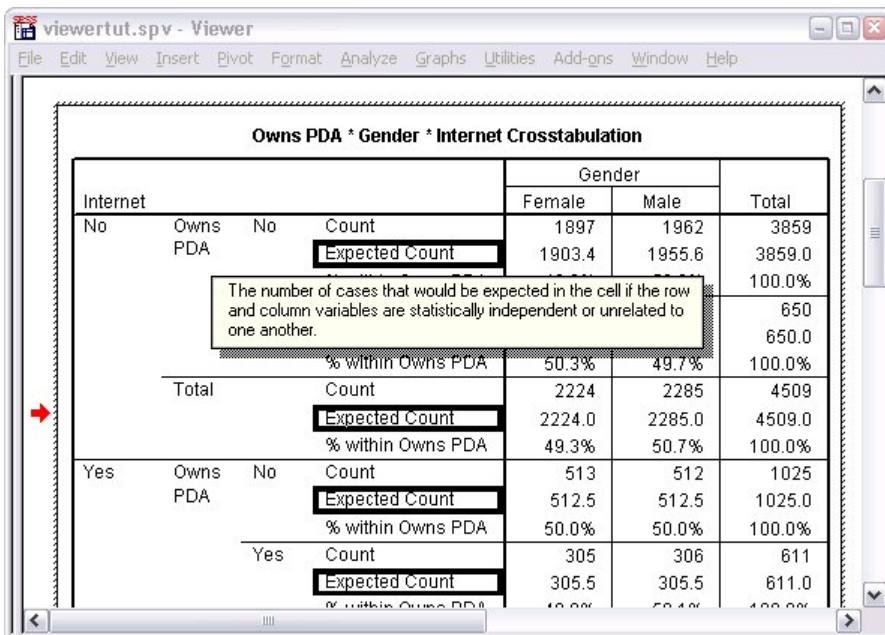 viewertut.spv - Viewer
File Edit View Insert Pivot Format Analyze Graphs Utilities Add-ons Window Help
Owns PDA * Gender * Internet Crosstabulation
Gender
Internet Female Male Total
No Owns PDA No Count 1897 1962 3859
Expected Count 1903.4 1955.6 3859.0
100.0%
The number of cases that would be expected in the cell if the row
and column variables are statistically independent or unrelated to
one another.
650
650.0
% within Owns PDA 50.3% 49.7% 100.0%
Total Count 2224 2285 4509
Expected Count 2224.0 2285.0 4509.0
% within Owns PDA 49.3% 50.7% 100.0%
Yes Owns PDA No Count 513 512 1025
Expected Count 512.5 512.5 1025.0
% within Owns PDA 50.0% 50.0% 100.0%
Yes Count 305 306 611
Expected Count 305.5 305.5 611.0